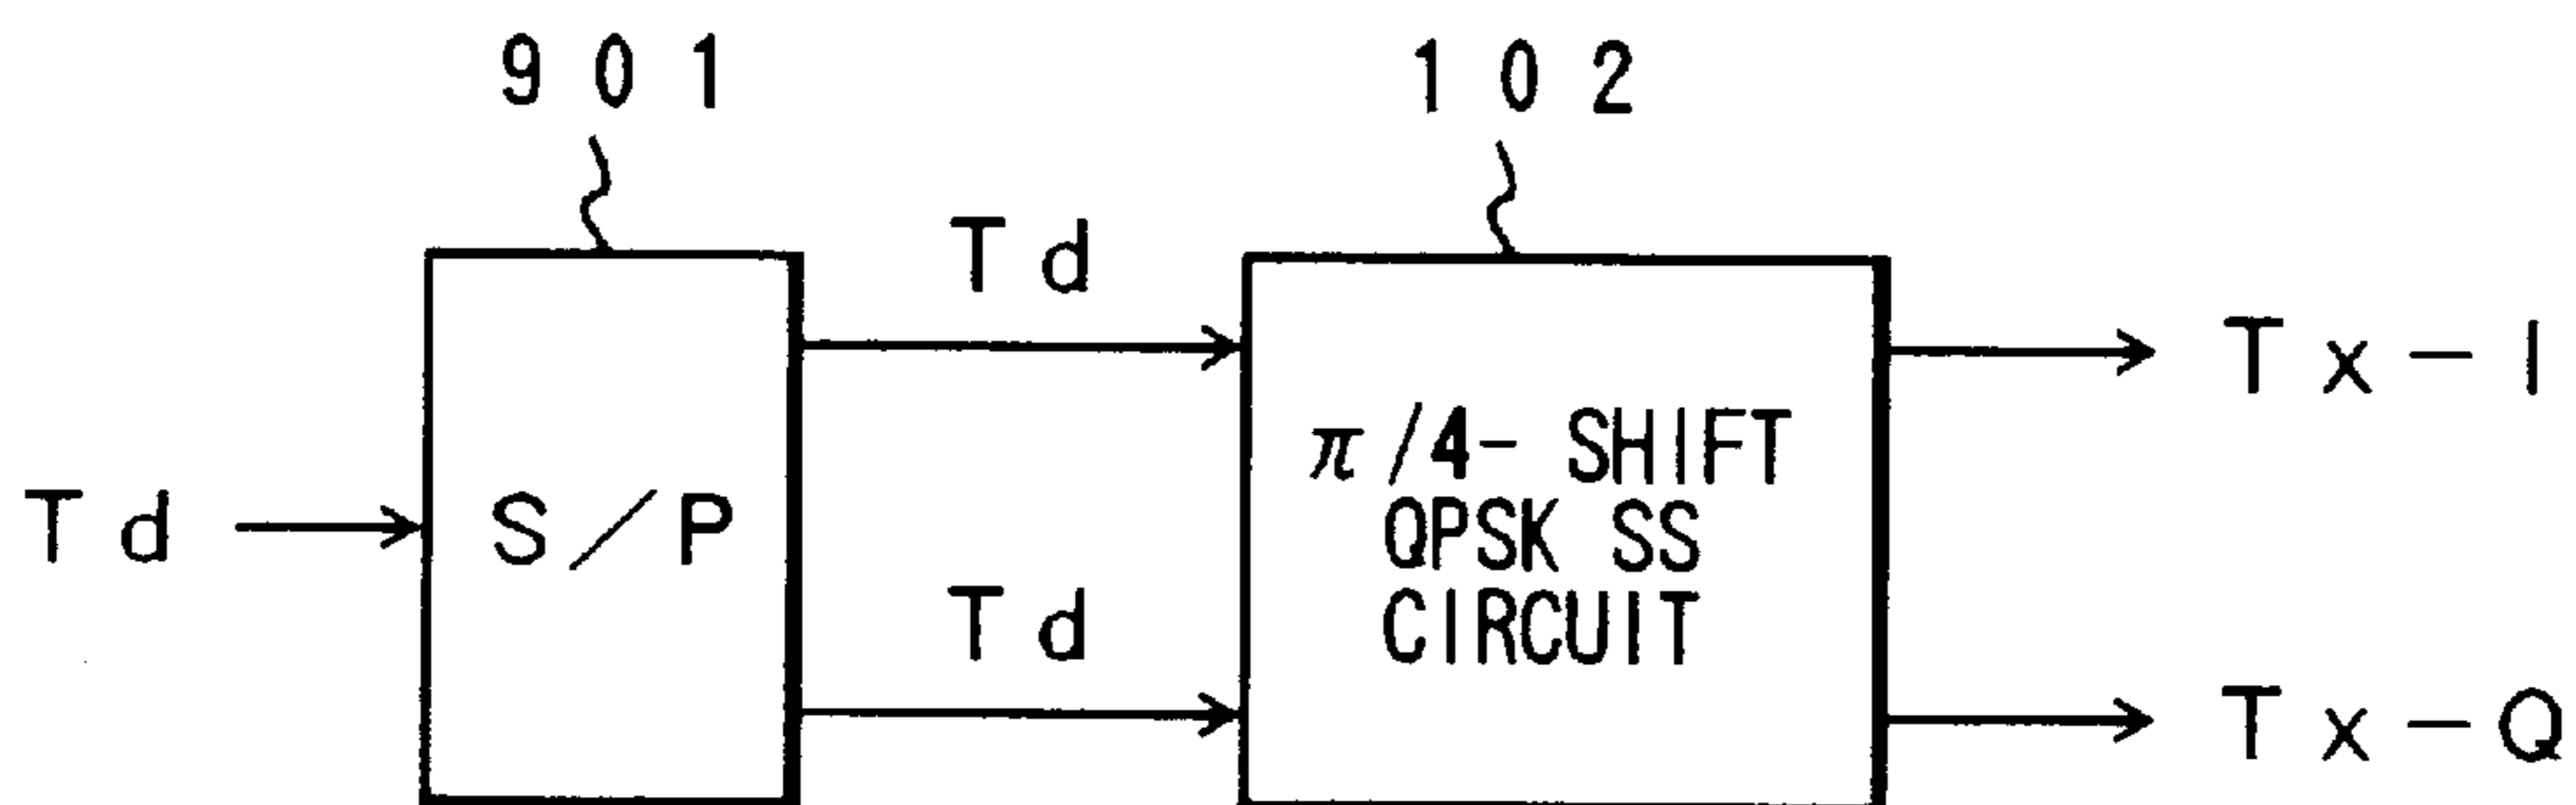 901
102
Td
Td
S/P
Td
π/4- SHIFT
QPSK SS
CIRCUIT
Td
Tx-I
Tx-Q